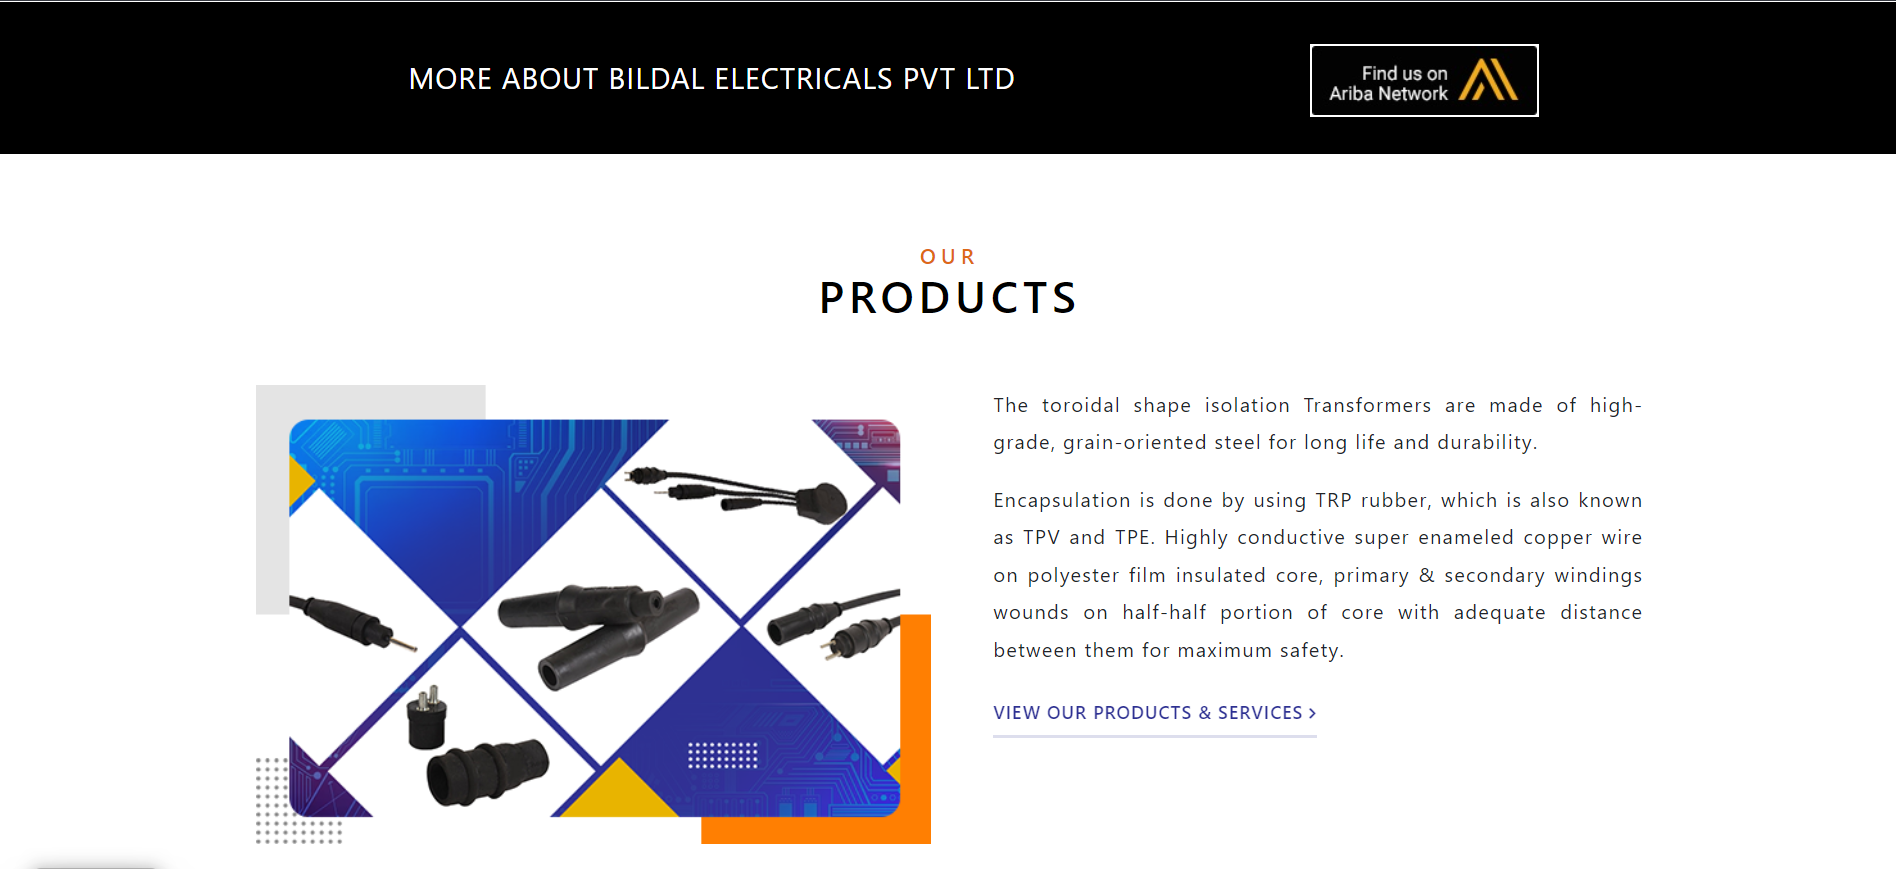 MORE ABOUT BILDAL ELECTRICALS PVT LTD
Find us on
Ariba Network
OUR
PRODUCTS
The toroidal shape isolation Transformers are made of high-
grade, grain-oriented steel for long life and durability.
Encapsulation is done by using TRP rubber, which is also known
as TPV and TPE. Highly conductive super enameled copper wire
on polyester film insulated core, primary & secondary windings
wounds on half-half portion of core with adequate distance
between them for maximum safety.
VIEW OUR PRODUCTS & SERVICES >